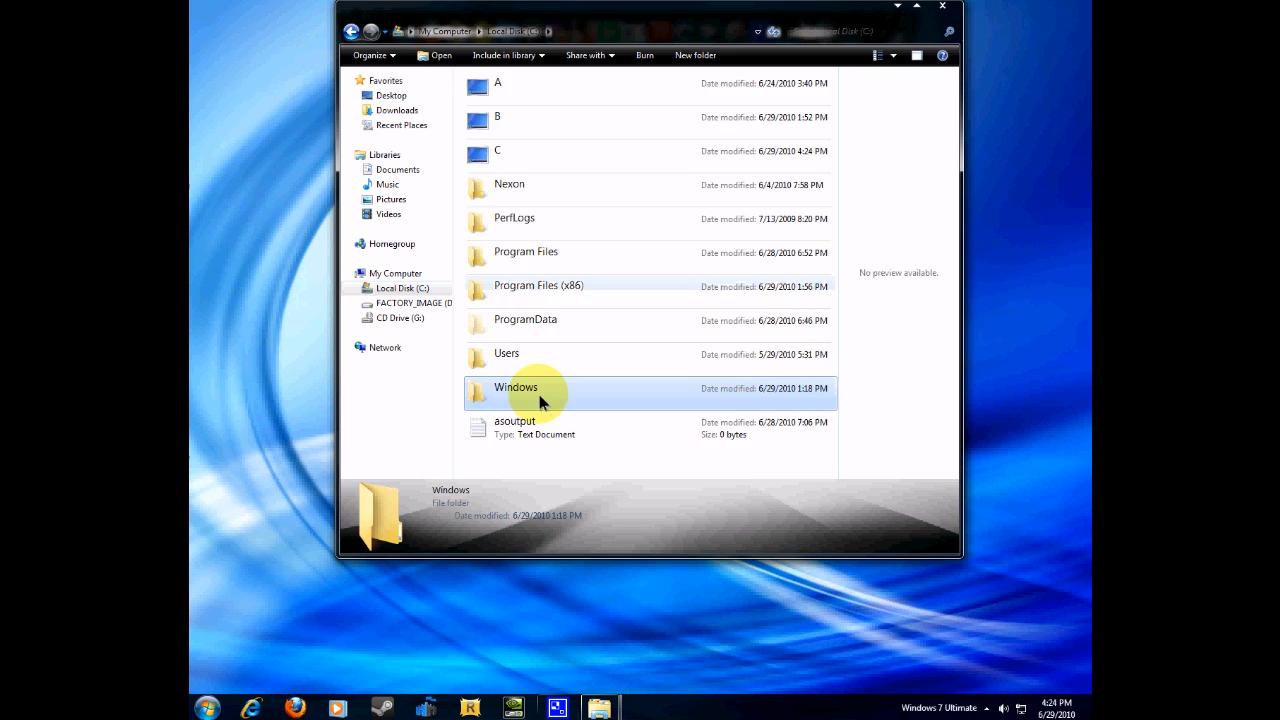 My Computer Local Disk (C:)
Local Disk (C:)
Organize Open Include in library Share with Burn New folder
Favorites
Desktop
Downloads
Recent Places
Libraries
Documents
Music
Pictures
Videos
Homegroup
My Computer
Local Disk (C:)
FACTORY_IMAGE (D
CD Drive (G:)
Network
A Date modified: 6/24/2010 3:40 PM
B Date modified: 6/29/2010 1:52 PM
C Date modified: 6/29/2010 4:24 PM
Nexon Date modified: 6/4/2010 7:58 PM
PerfLogs Date modified: 7/13/2009 8:20 PM
Program Files Date modified: 6/28/2010 6:52 PM
Program Files (x86) Date modified: 6/29/2010 1:56 PM
ProgramData Date modified: 6/28/2010 6:46 PM
Users Date modified: 5/29/2010 5:31 PM
Windows Date modified: 6/29/2010 1:18 PM
asoutput Date modified: 6/28/2010 7:06 PM
Type: Text Document Size: 0 bytes
No preview available.
Windows
File folder
Date modified: 6/29/2010 1:18 PM
Windows 7 Ultimate
4:24 PM
6/29/2010